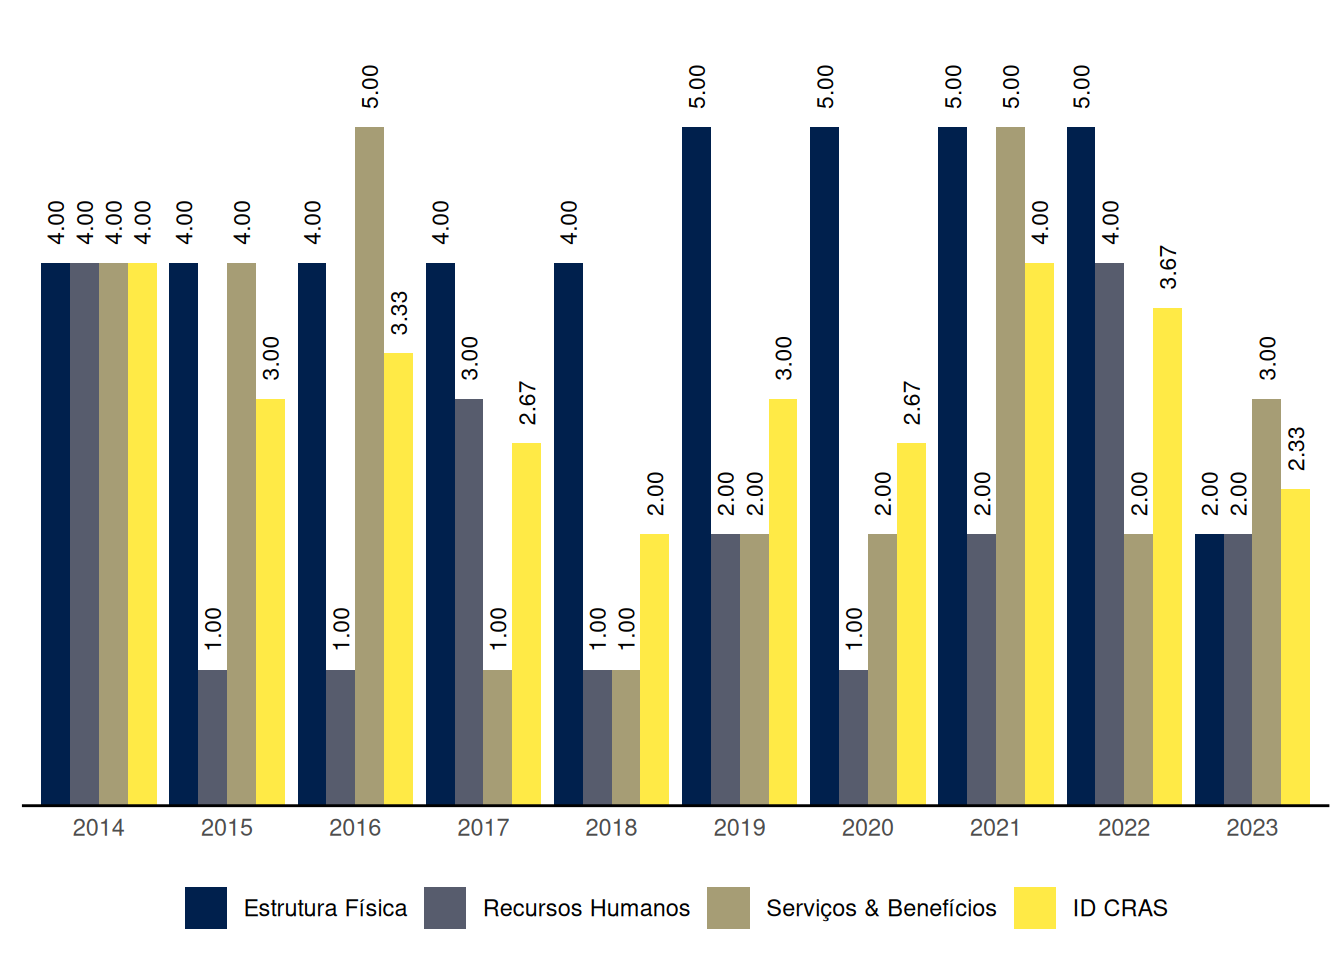 5.00 5.00 5.00 5.00 5.00 5.00
4.00 4.00 4.00 4.00 4.00 4.00 4.00 4.00 4.00 4.00 4.00
3.67
3.33
3.00 3.00 3.00 3.00
2.67 2.67
2.33
2.00 2.00 2.00 2.00 2.00 2.00 2.00 2.00
1.00 1.00 1.00 1.00 1.00 1.00
2014 2015 2016 2017 2018 2019 2020 2021 2022 2023
Estrutura Física Recursos Humanos Serviços & Benefícios ID CRAS